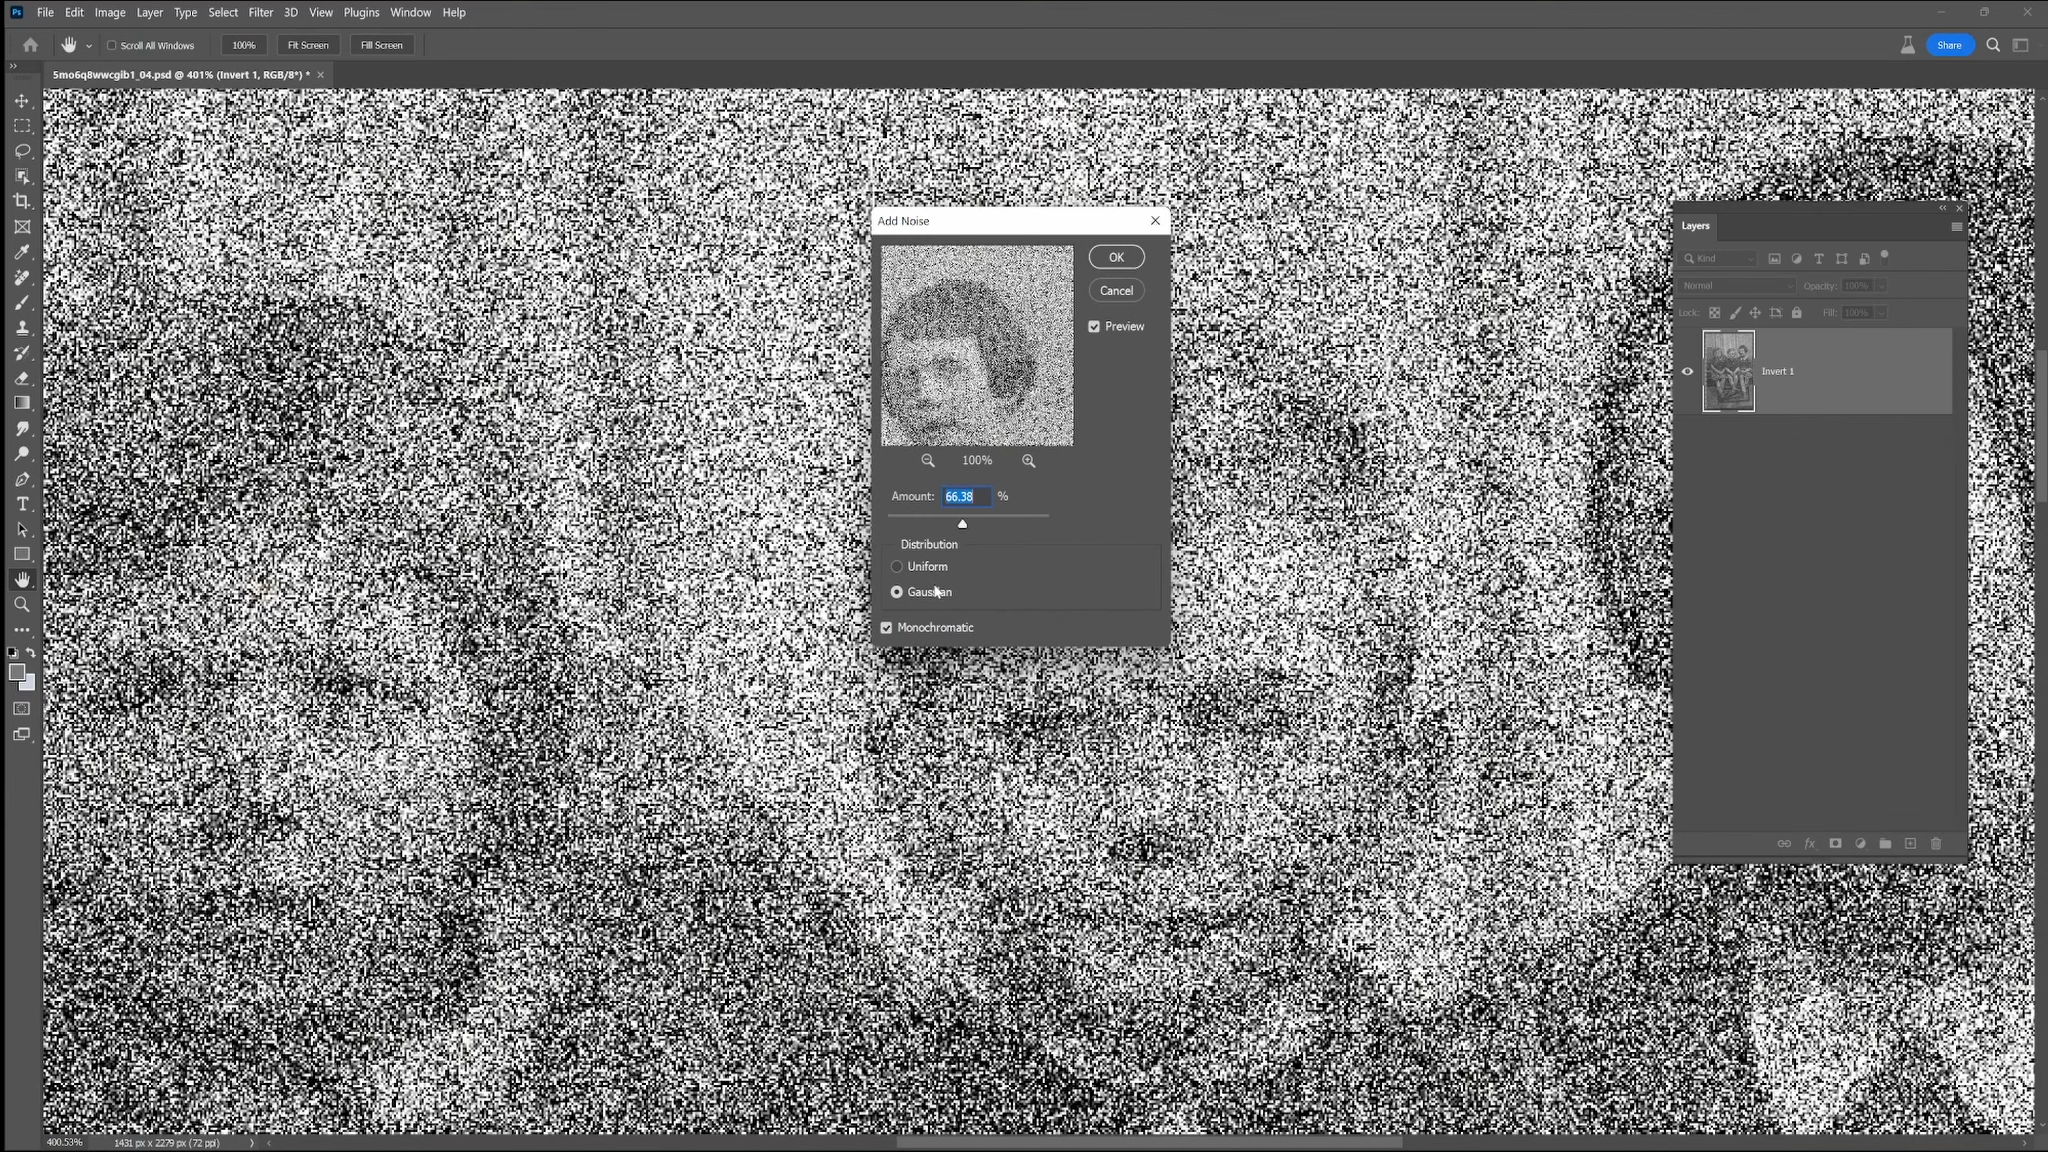 Ps File Edit Image Layer Type Select Filter 3D View Plugins Window Help
Scroll All Windows 100% Fit Screen Fill Screen Share
5mo6q8wwcgib1_04.psd @ 401% (Invert 1, RGB/8*) * ×
Add Noise
OK
Cancel
Preview
100%
Amount: 66.38 %
Distribution
Uniform
Gaussian
Monochromatic
Layers
Kind
Normal Opacity: 100%
Lock: Fill: 100%
Invert 1
fx
400.53% 1431 px x 2279 px (72 ppi)